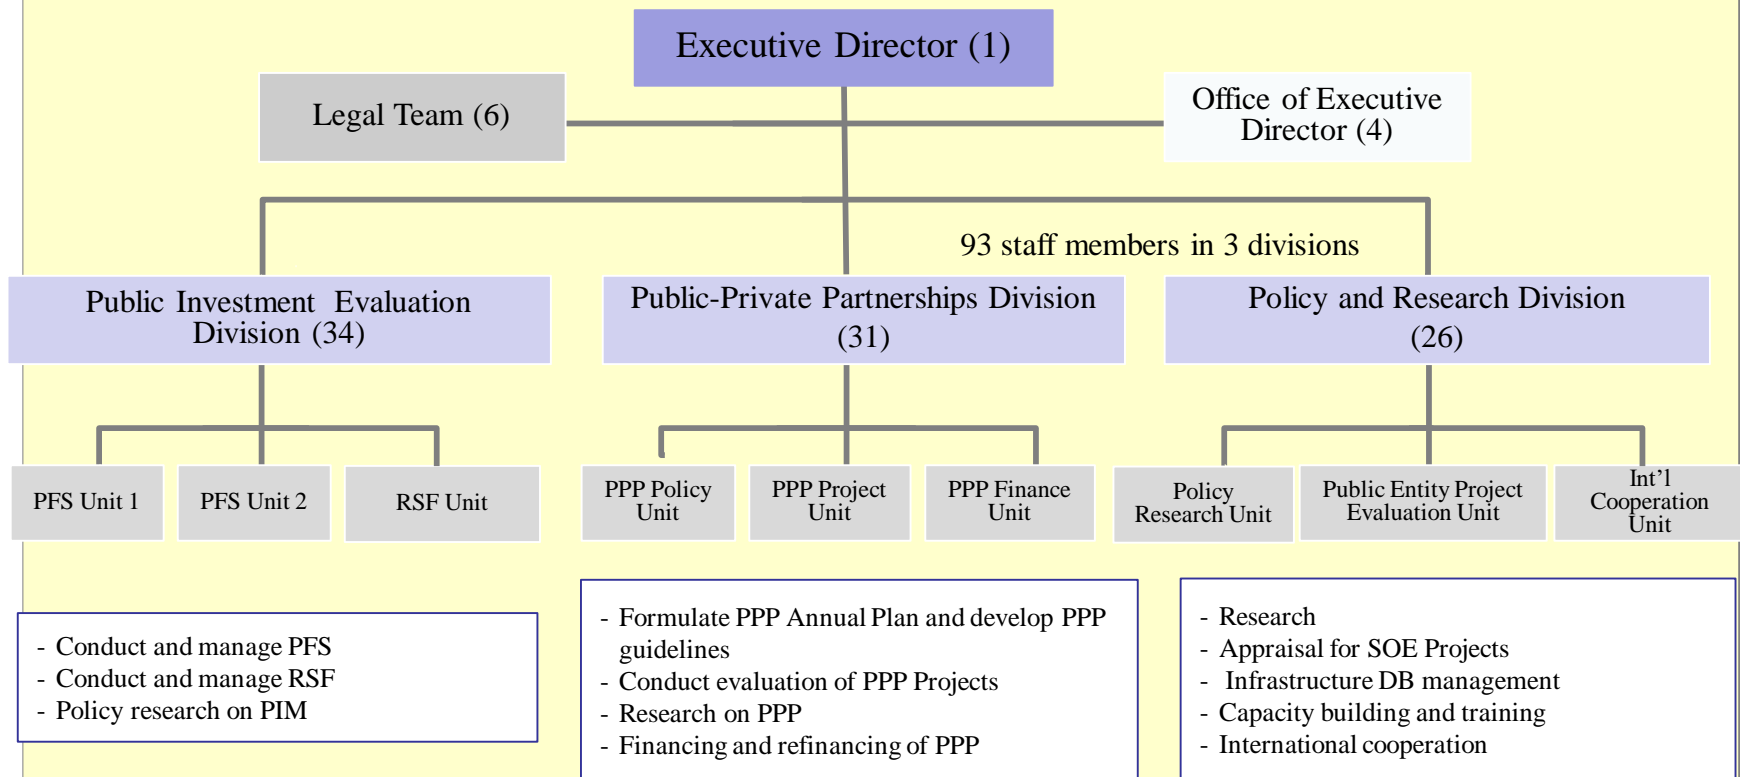 Executive Director (1)
Legal Team (6)
Office of Executive
Director (4)
93 staff members in 3 divisions
Public Investment Evaluation
Division (34)
Public-Private Partnerships Division
(31)
Policy and Research Division
(26)
PFS Unit 1
PFS Unit 2
RSF Unit
PPP Policy
Unit
PPP Project
Unit
PPP Finance
Unit
Policy
Research Unit
Public Entity Project
Evaluation Unit
Int’l
Cooperation
Unit
- Conduct and manage PFS
- Conduct and manage RSF
- Policy research on PIM
- Formulate PPP Annual Plan and develop PPP
guidelines
- Conduct evaluation of PPP Projects
- Research on PPP
- Financing and refinancing of PPP
- Research
- Appraisal for SOE Projects
- Infrastructure DB management
- Capacity building and training
- International cooperation